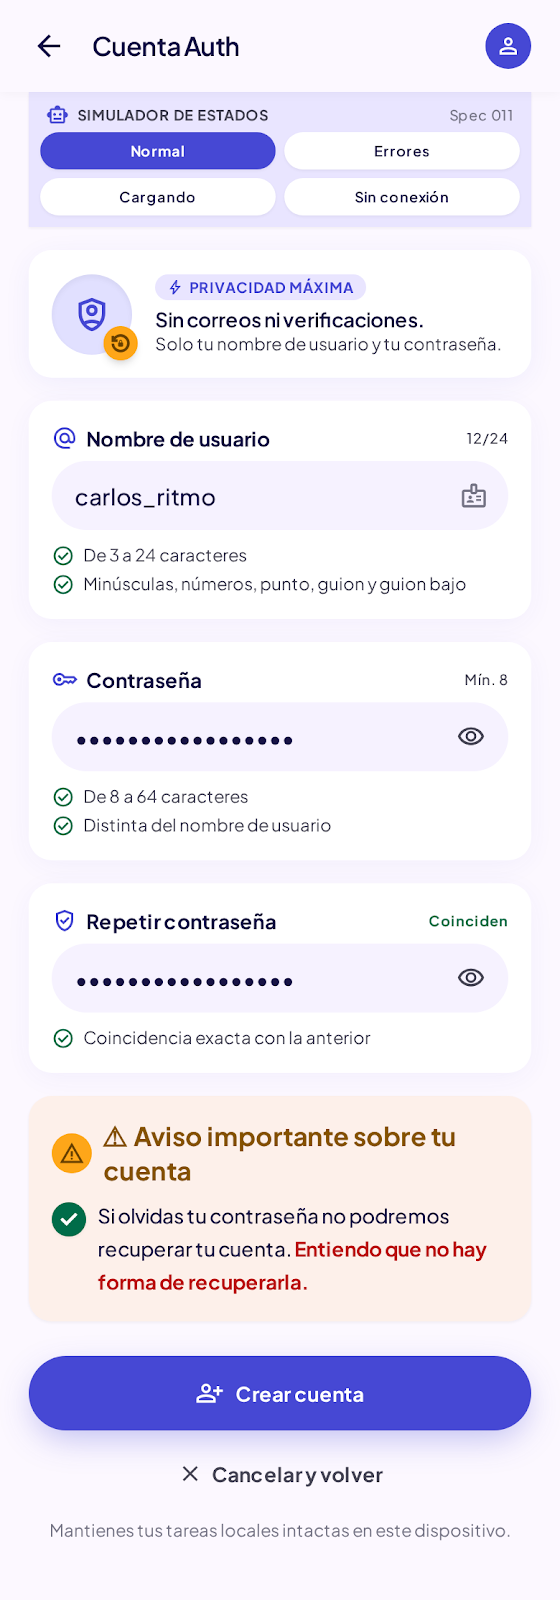 Cuenta Auth
SIMULADOR DE ESTADOS
Spec 011
Normal
Errores
Cargando
Sin conexión
PRIVACIDAD MÁXIMA
Sin correos ni verificaciones.
Solo tu nombre de usuario y tu contraseña.
Nombre de usuario
12/24
carlos_ritmo
De 3 a 24 caracteres
Minúsculas, números, punto, guion y guion bajo
Contraseña
Mín. 8
•••••••••••••••••
De 8 a 64 caracteres
Distinta del nombre de usuario
Repetir contraseña
Coinciden
•••••••••••••••••
Coincidencia exacta con la anterior
⚠ Aviso importante sobre tu
cuenta
Si olvidas tu contraseña no podremos
recuperar tu cuenta. Entiendo que no hay
forma de recuperarla.
Crear cuenta
Cancelar y volver
Mantienes tus tareas locales intactas en este dispositivo.